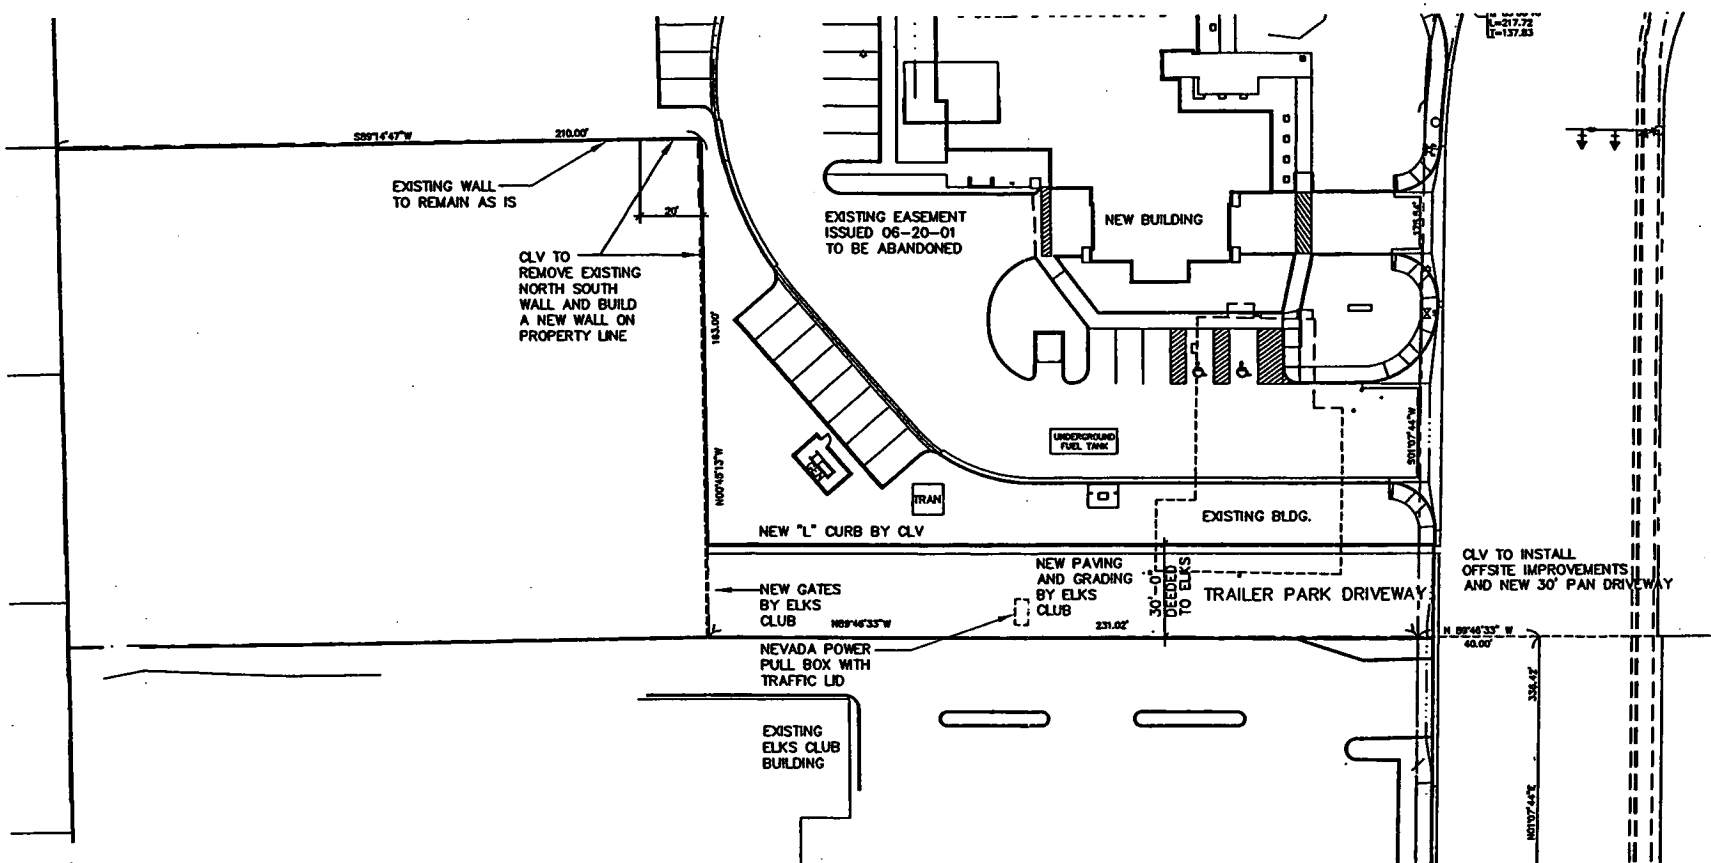 L=217.72
T=137.83
S89°14'47"W
210.00'
EXISTING WALL
TO REMAIN AS IS
20'
EXISTING EASEMENT
ISSUED 06-20-01
TO BE ABANDONED
NEW BUILDING
CLV TO
REMOVE EXISTING
NORTH SOUTH
WALL AND BUILD
A NEW WALL ON
PROPERTY LINE
163.00'
N00°45'13"W
UNDERGROUND
FUEL TANK
S01°07'44"W
GEN
TRAN
EXISTING BLDG.
NEW "L" CURB BY CLV
NEW PAVING
AND GRADING
BY ELKS
CLUB
30'-0"
DEEDED
TO ELKS
TRAILER PARK DRIVEWAY
CLV TO INSTALL
OFFSITE IMPROVEMENTS
AND NEW 30' PAN DRIVEWAY
NEW GATES
BY ELKS
CLUB
N89°46'33"W
231.02'
N 89°46'33" W
40.00'
NEVADA POWER
PULL BOX WITH
TRAFFIC LID
336.42'
N01°07'44"E
EXISTING
ELKS CLUB
BUILDING